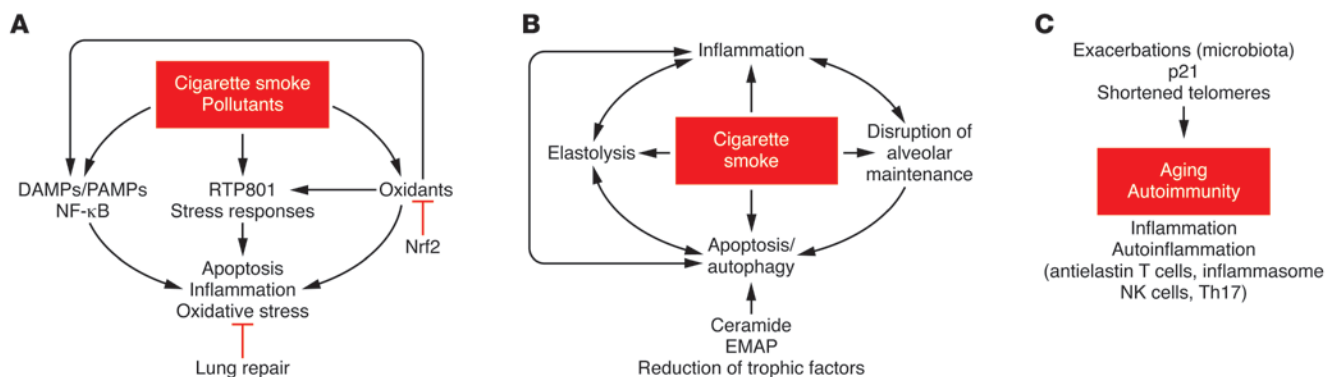 A
Cigarette smoke
Pollutants
DAMPs/PAMPs
NF-κB
RTP801
Stress responses
Oxidants
Nrf2
Apoptosis
Inflammation
Oxidative stress
Lung repair
B
Inflammation
Elastolysis
Cigarette
smoke
Disruption of
alveolar
maintenance
Apoptosis/
autophagy
Ceramide
EMAP
Reduction of trophic factors
C
Exacerbations (microbiota)
p21
Shortened telomeres
Aging
Autoimmunity
Inflammation
Autoinflammation
(antielastin T cells, inflammasome
NK cells, Th17)